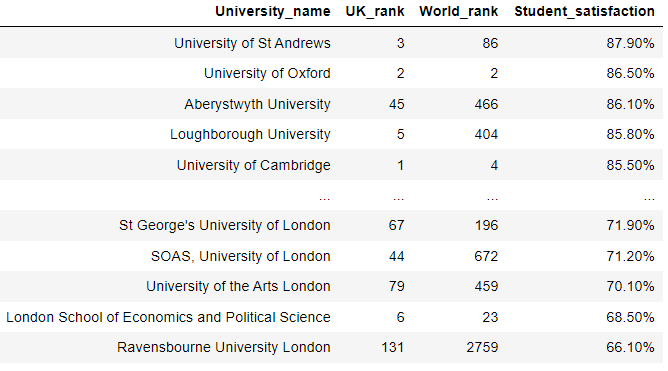 University_name UK_rank World_rank Student_satisfaction
University of St Andrews 3 86 87.90%
University of Oxford 2 2 86.50%
Aberystwyth University 45 466 86.10%
Loughborough University 5 404 85.80%
University of Cambridge 1 4 85.50%
... ... ... ...
St George's University of London 67 196 71.90%
SOAS, University of London 44 672 71.20%
University of the Arts London 79 459 70.10%
London School of Economics and Political Science 6 23 68.50%
Ravensbourne University London 131 2759 66.10%